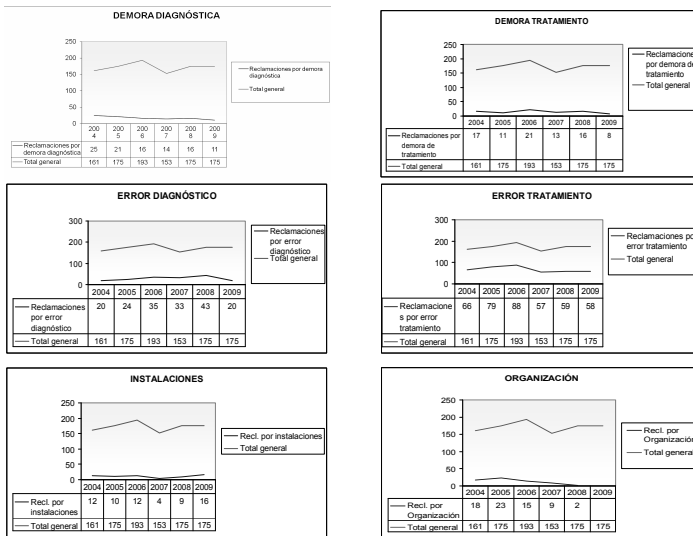 DEMORA DIAGNÓSTICA
250
200
150
100
50
0
Reclamaciones por demora
diagnóstica
Total general
200 200 200 200 200 200
4 5 6 7 8 9
Reclamaciones por
demora diagnóstica 25 21 16 14 16 11
Total general 161 175 193 153 175 175
DEMORA TRATAMIENTO
250
200
150
100
50
0
Reclamacione
por demora de
tratamiento
Total general
2004 2005 2006 2007 2008 2009
Reclamaciones por 17 11 21 13 16 8
demora de
tratamiento
Total general 161 175 193 153 175 175
ERROR DIAGNÓSTICO
300
200
100
0
Reclamaciones
por error
diagnóstico
Total general
2004 2005 2006 2007 2008 2009
Reclamaciones 20 24 35 33 43 20
por error
diagnóstico
Total general 161 175 193 153 175 175
ERROR TRATAMIENTO
300
200
100
0
Reclamaciones po
error tratamiento
Total general
2004 2005 2006 2007 2008 2009
Reclamacione 66 79 88 57 59 58
s por error
tratamiento
Total general 161 175 193 153 175 175
INSTALACIONES
250
200
150
100
50
0
Recl. por instalaciones
Total general
2004 2005 2006 2007 2008 2009
Recl. por 12 10 12 4 9 16
instalaciones
Total general 161 175 193 153 175 175
ORGANIZACIÓN
250
200
150
100
50
0
Recl. por
Organización
Total general
2004 2005 2006 2007 2008 2009
Recl. por 18 23 15 9 2
Organización
Total general 161 175 193 153 175 175